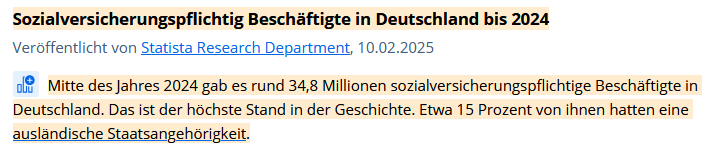 Sozialversicherungspflichtig Beschäftigte in Deutschland bis 2024
Veröffentlicht von Statista Research Department, 10.02.2025
Mitte des Jahres 2024 gab es rund 34,8 Millionen sozialversicherungspflichtige Beschäftigte in
Deutschland. Das ist der höchste Stand in der Geschichte. Etwa 15 Prozent von ihnen hatten eine
ausländische Staatsangehörigkeit.